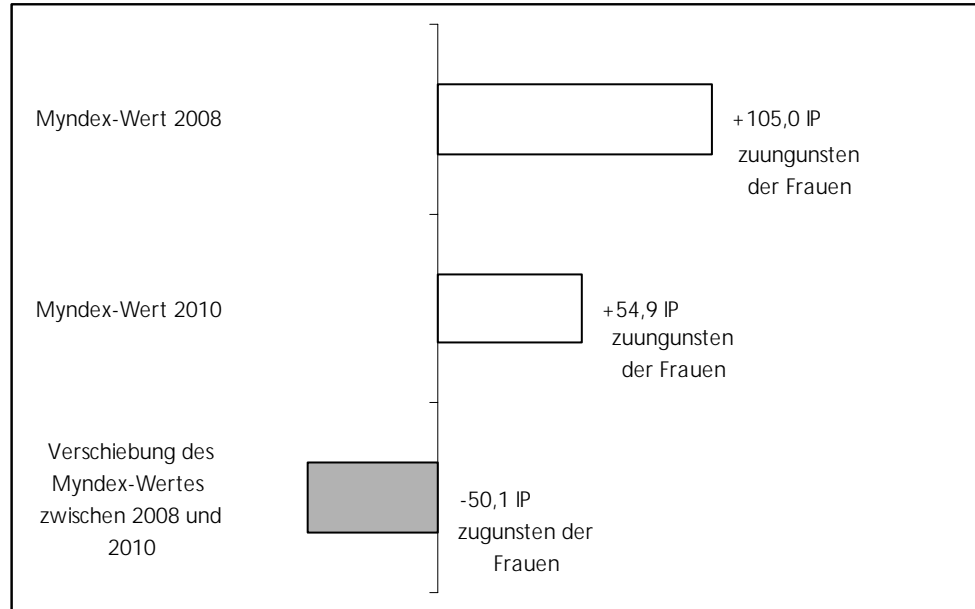 Myndex-Wert 2008
+105,0 IP
zuungunsten
der Frauen
Myndex-Wert 2010
+54,9 IP
zuungunsten
der Frauen
Verschiebung des
Myndex-Wertes
zwischen 2008 und
2010
-50,1 IP
zugunsten der
Frauen